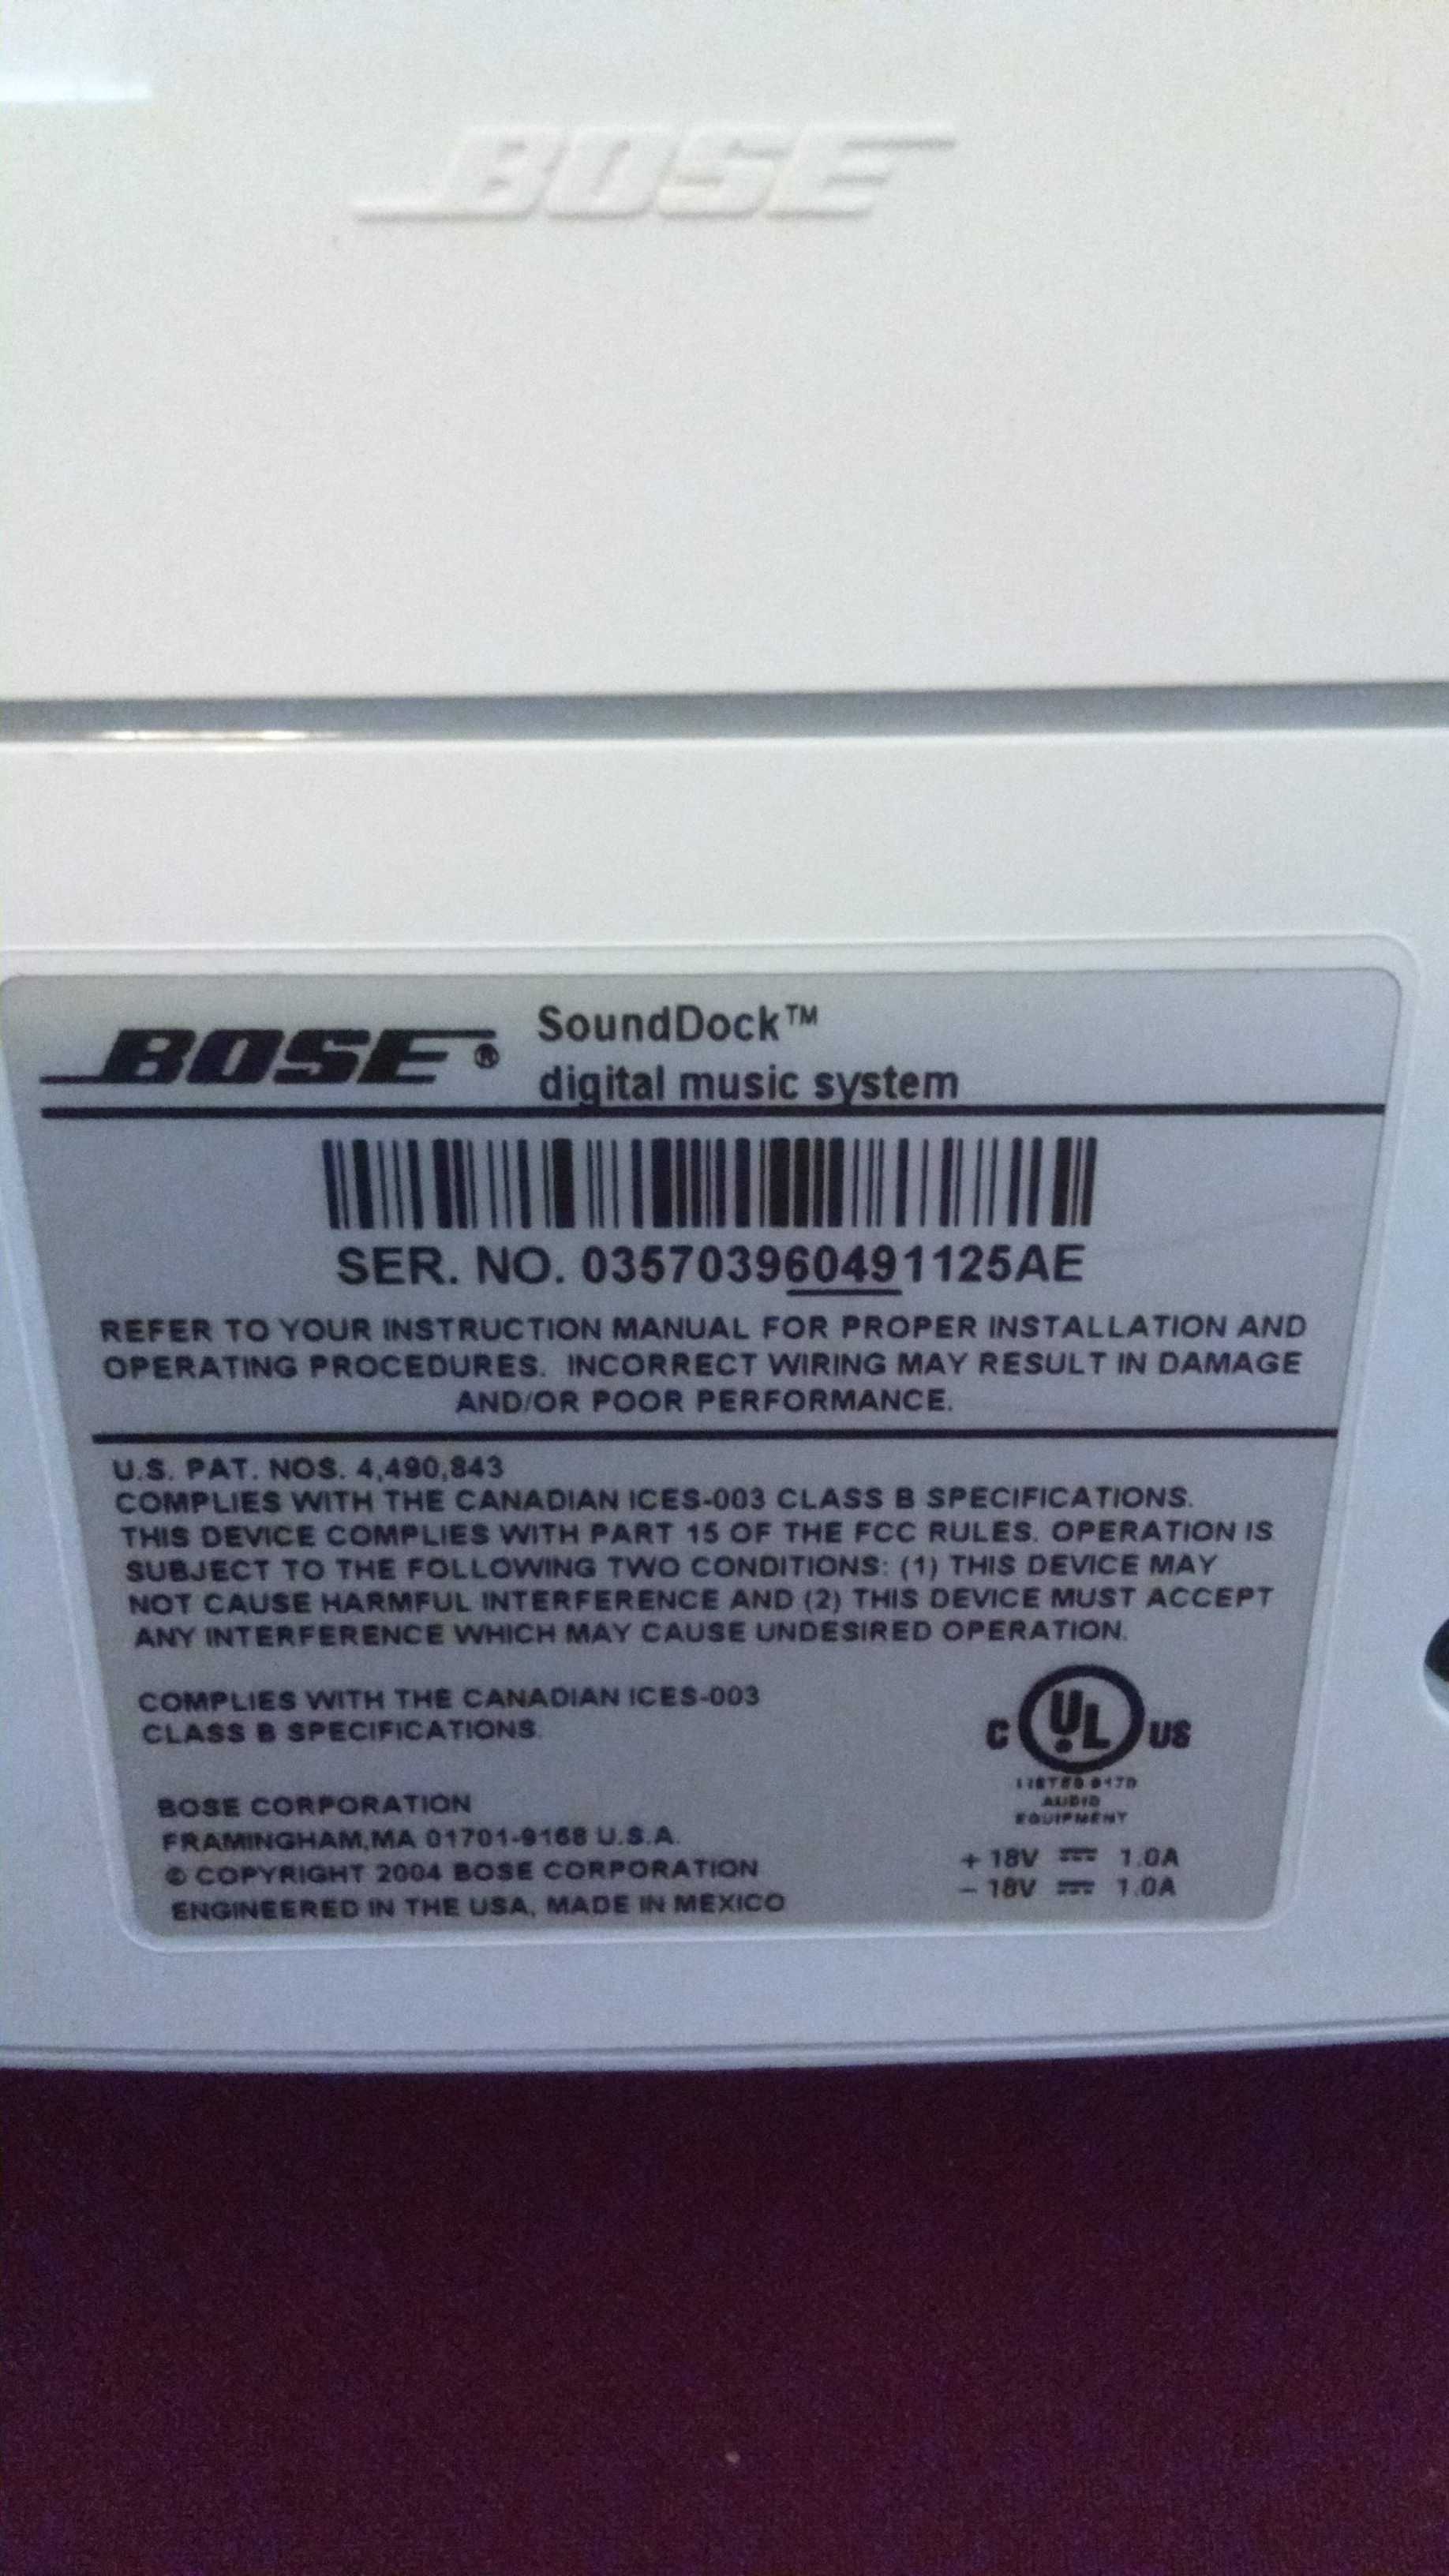 BOSE
BOSE® SoundDock™
digital music system
SER. NO. 035703960491125AE
REFER TO YOUR INSTRUCTION MANUAL FOR PROPER INSTALLATION AND
OPERATING PROCEDURES. INCORRECT WIRING MAY RESULT IN DAMAGE
AND/OR POOR PERFORMANCE.
U.S. PAT. NOS. 4,490,843
COMPLIES WITH THE CANADIAN ICES-003 CLASS B SPECIFICATIONS.
THIS DEVICE COMPLIES WITH PART 15 OF THE FCC RULES. OPERATION IS
SUBJECT TO THE FOLLOWING TWO CONDITIONS: (1) THIS DEVICE MAY
NOT CAUSE HARMFUL INTERFERENCE AND (2) THIS DEVICE MUST ACCEPT
ANY INTERFERENCE WHICH MAY CAUSE UNDESIRED OPERATION.
COMPLIES WITH THE CANADIAN ICES-003
CLASS B SPECIFICATIONS.
C UL US
LISTED
AUDIO
EQUIPMENT
BOSE CORPORATION
FRAMINGHAM,MA 01701-9168 U.S.A.
© COPYRIGHT 2004 BOSE CORPORATION
ENGINEERED IN THE USA, MADE IN MEXICO
+ 18V ⎓ 1.0A
– 18V ⎓ 1.0A